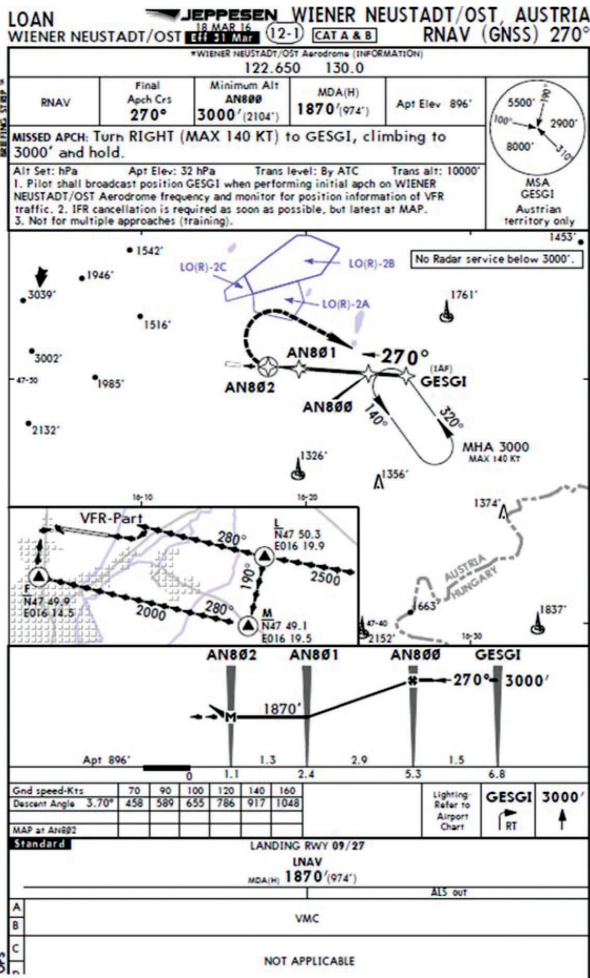 LOAN
WIENER NEUSTADT/OST
JEPPESEN
18 MAR 16
Eff 31 Mar
12-1
CAT A & B
WIENER NEUSTADT/OST, AUSTRIA
RNAV (GNSS) 270°
*WIENER NEUSTADT/OST Aerodrome (INFORMATION)
122.650 130.0
BRIEFING STRIP TM
RNAV
Final
Apch Crs
270°
Minimum Alt
AN800
3000'(2104')
MDA(H)
1870'(974')
Apt Elev 896'
MISSED APCH: Turn RIGHT (MAX 140 KT) to GESGI, climbing to
3000' and hold.
Alt Set: hPa Apt Elev: 32 hPa Trans level: By ATC Trans alt: 10000'
1. Pilot shall broadcast position GESGI when performing initial apch on WIENER
NEUSTADT/OST Aerodrome frequency and monitor for position information of VFR
traffic. 2. IFR cancellation is required as soon as possible, but latest at MAP.
3. Not for multiple approaches (training).
5500'
190°
100°
2900'
8000'
310°
MSA
GESGI
Austrian
territory only
1453'
1542'
LO(R)-2C
LO(R)-2B
No Radar service below 3000'.
1946'
3039'
LO(R)-2A
1761'
1516'
AN801
270°
3002'
(IAF)
GESGI
47-50
1985'
AN802
AN800
140°
320°
2132'
MHA 3000
MAX 140 KT
1326'
1356'
16-10
16-20
1374'
VFR-Part
280°
L
N47 50.3
E016 19.9
190°
2500
F
N47 49.9
E016 14.5
2000
280°
M
N47 49.1
E016 19.5
AUSTRIA
HUNGARY
663'
1837'
47-40
2152'
16-30
AN802 AN801 AN800 GESGI
270° 3000'
1870'
M
Apt 896'
1.3 2.9 1.5
0 1.1 2.4 5.3 6.8
Gnd speed-Kts 70 90 100 120 140 160
Descent Angle 3.70° 458 589 655 786 917 1048
MAP at AN802
Lighting-
Refer to
Airport
Chart
GESGI
RT
3000'
Standard
LANDING RWY 09/27
LNAV
MDA(H) 1870'(974')
ALS out
A
B
VMC
C
D
NOT APPLICABLE